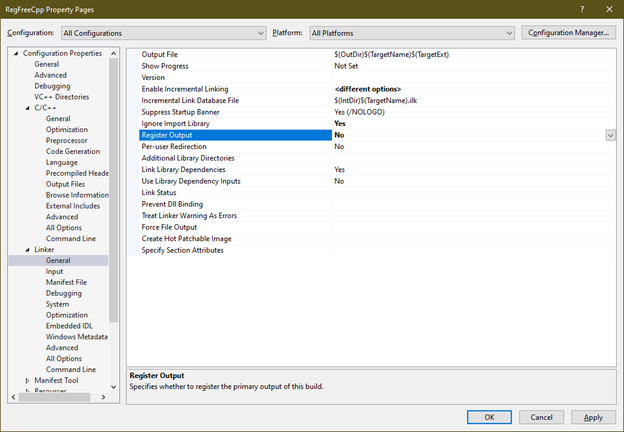 RegFreeCpp Property Pages
Configuration: All Configurations Platform: All Platforms Configuration Manager...
Configuration Properties
General
Advanced
Debugging
VC++ Directories
C/C++
General
Optimization
Preprocessor
Code Generation
Language
Precompiled Heade
Output Files
Browse Information
External Includes
Advanced
All Options
Command Line
Linker
General
Input
Manifest File
Debugging
System
Optimization
Embedded IDL
Windows Metadata
Advanced
All Options
Command Line
Manifest Tool
Resources
Output File $(OutDir)$(TargetName)$(TargetExt)
Show Progress Not Set
Version
Enable Incremental Linking <different options>
Incremental Link Database File $(IntDir)$(TargetName).ilk
Suppress Startup Banner Yes (/NOLOGO)
Ignore Import Library Yes
Register Output No
Per-user Redirection No
Additional Library Directories
Link Library Dependencies Yes
Use Library Dependency Inputs No
Link Status
Prevent Dll Binding
Treat Linker Warning As Errors
Force File Output
Create Hot Patchable Image
Specify Section Attributes
Register Output
Specifies whether to register the primary output of this build.
OK Cancel Apply